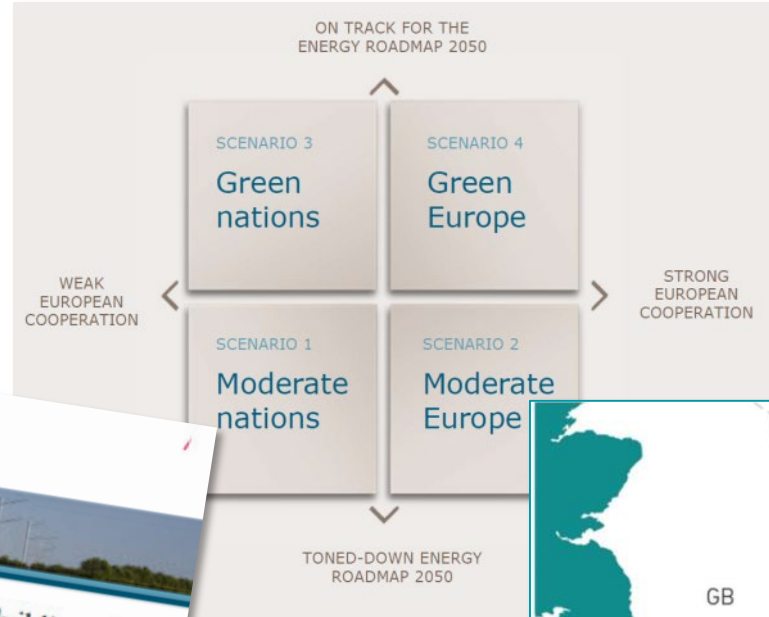 ON TRACK FOR THE
ENERGY ROADMAP 2050
SCENARIO 3
Green
nations
SCENARIO 4
Green
Europe
WEAK
EUROPEAN
COOPERATION
STRONG
EUROPEAN
COOPERATION
SCENARIO 1
Moderate
nations
SCENARIO 2
Moderate
Europe
TONED-DOWN ENERGY
ROADMAP 2050
GB